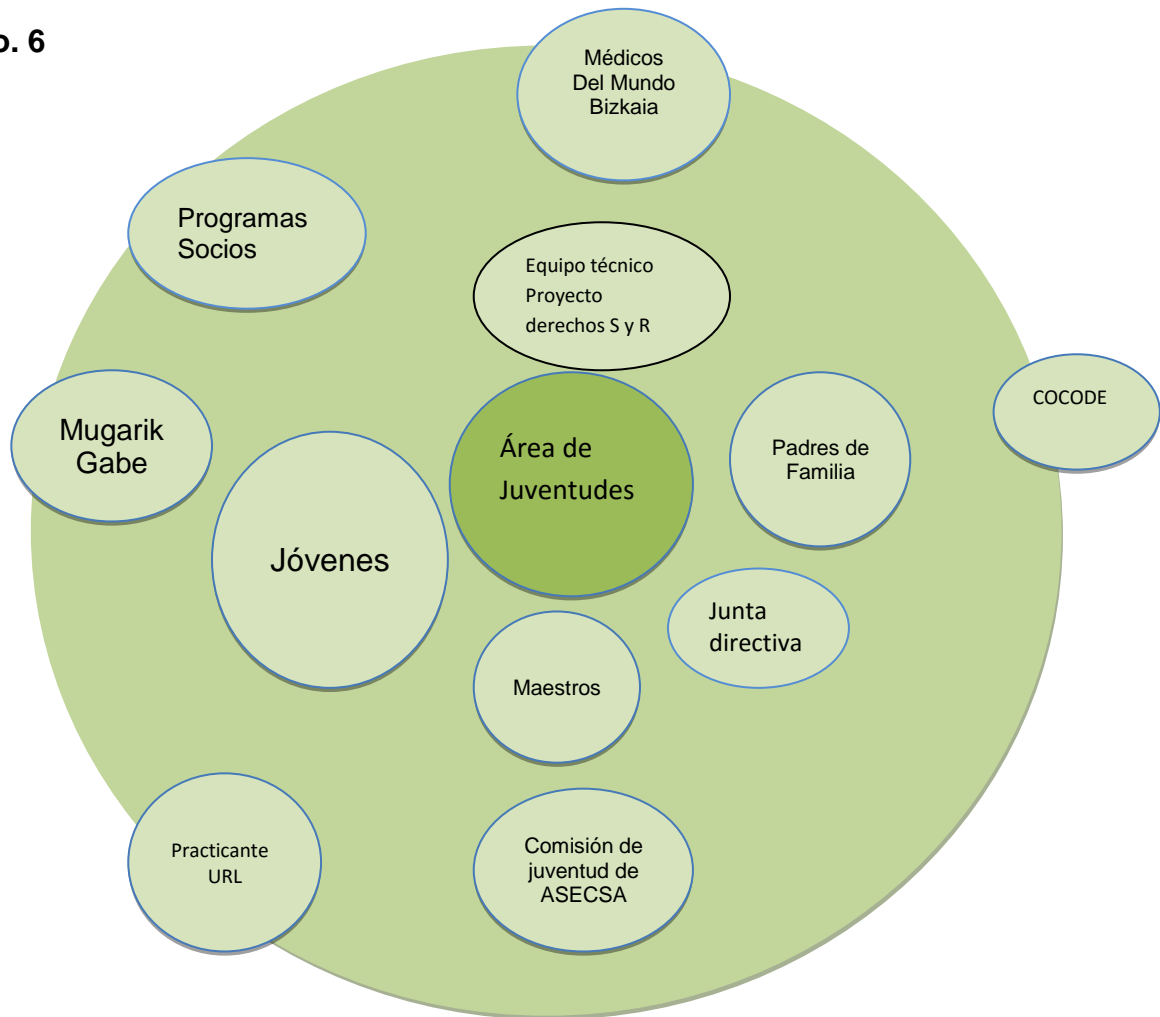 o. 6
Médicos
Del Mundo
Bizkaia
Programas
Socios
Equipo técnico
Proyecto
derechos S y R
COCODE
Mugarik
Gabe
Área de
Juventudes
Padres de
Familia
Jóvenes
Junta
directiva
Maestros
Practicante
URL
Comisión de
juventud de
ASECSA